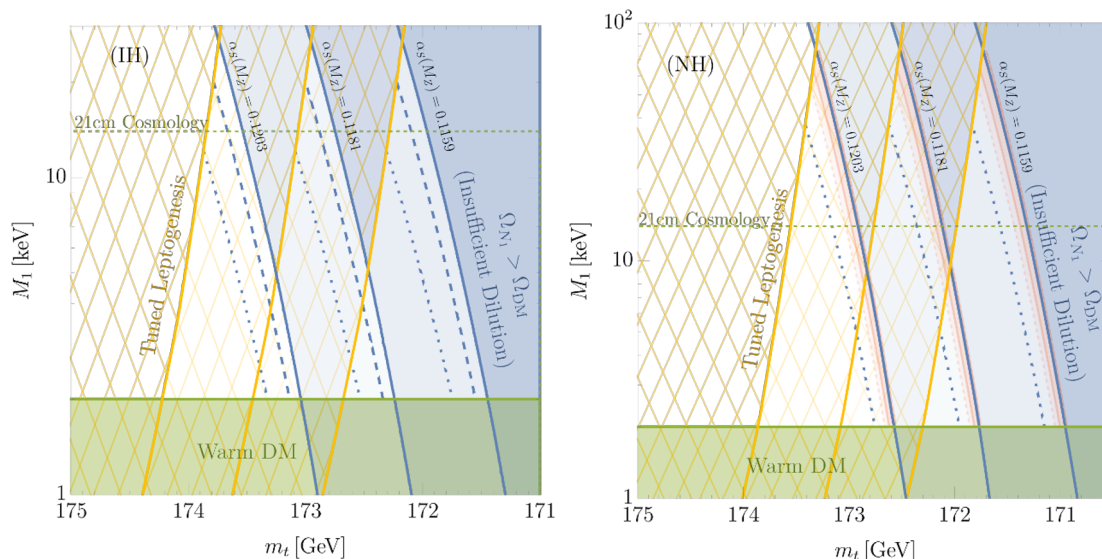 (IH)
αs(MZ) = 0.1203
αs(MZ) = 0.1181
αs(MZ) = 0.1159
21cm Cosmology
10
Tuned Leptogenesis
ΩN1 > ΩDM
(Insufficient Dilution)
M1 [keV]
Warm DM
1
175
174
173
172
171
mt [GeV]
10²
(NH)
αs(MZ) = 0.1203
αs(MZ) = 0.1181
αs(MZ) = 0.1159
21cm Cosmology
10
Tuned Leptogenesis
ΩN1 > ΩDM
(Insufficient Dilution)
M1 [keV]
Warm DM
1
175
174
173
172
171
mt [GeV]